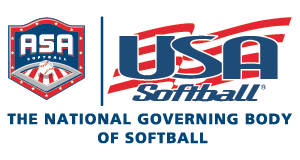 ASA
SOFTBALL
USA
Softball®
THE NATIONAL GOVERNING BODY
OF SOFTBALL